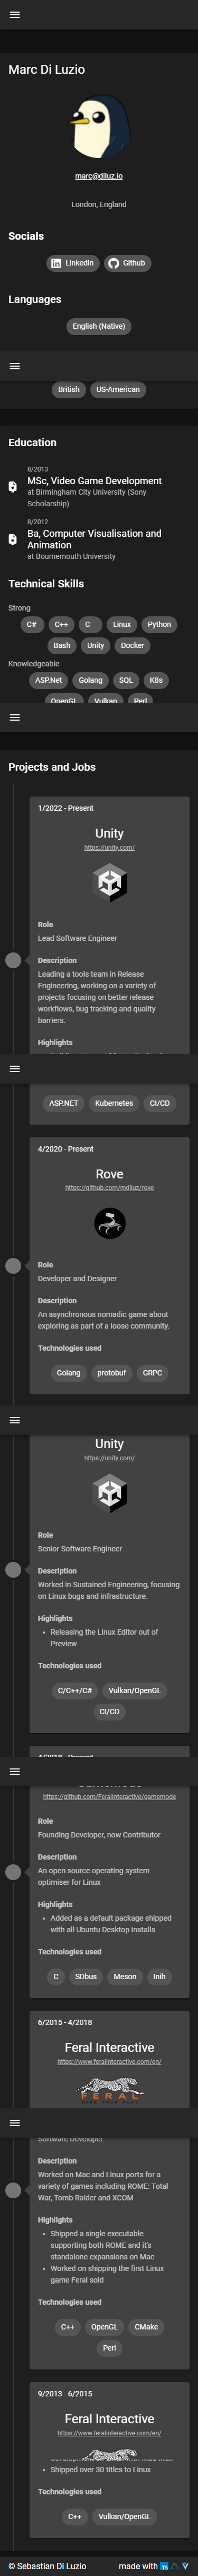 Marc Di Luzio
marc@diluz.io
London, England
Socials
Linkedin
Github
Languages
English (Native)
British
US-American
Education
8/2013
MSc, Video Game Development
at Birmingham City University (Sony
Scholarship)
8/2012
Ba, Computer Visualisation and
Animation
at Bournemouth University
Technical Skills
Strong
C#
C++
C
Linux
Python
Bash
Unity
Docker
Knowledgeable
ASP.Net
Golang
SQL
K8s
OpenGL
Vulkan
Perl
Projects and Jobs
1/2022 - Present
Unity
https://unity.com/
Role
Lead Software Engineer
Description
Leading a tools team in Release
Engineering, working on a variety of
projects focusing on better release
workflows, bug tracking and quality
barriers.
Highlights
ASP.NET
Kubernetes
CI/CD
4/2020 - Present
Rove
https://github.com/mdiluz/rove
Role
Developer and Designer
Description
An asynchronous nomadic game about
exploring as part of a loose community.
Technologies used
Golang
protobuf
GRPC
Unity
https://unity.com/
Role
Senior Software Engineer
Description
Worked in Sustained Engineering, focusing
on Linux bugs and infrastructure.
Highlights
• Releasing the Linux Editor out of
Preview
Technologies used
C/C++/C#
Vulkan/OpenGL
CI/CD
https://github.com/FeralInteractive/gamemode
Role
Founding Developer, now Contributor
Description
An open source operating system
optimiser for Linux
Highlights
• Added as a default package shipped
with all Ubuntu Desktop installs
Technologies used
C
SDbus
Meson
Inih
6/2015 - 4/2018
Feral Interactive
https://www.feralinteractive.com/en/
FERAL
Software Developer
Description
Worked on Mac and Linux ports for a
variety of games including ROME: Total
War, Tomb Raider and XCOM
Highlights
• Shipped a single executable
supporting both ROME and it's
standalone expansions on Mac
• Worked on shipping the first Linux
game Feral sold
Technologies used
C++
OpenGL
CMake
Perl
9/2013 - 6/2015
Feral Interactive
https://www.feralinteractive.com/en/
• Shipped over 30 titles to Linux
Technologies used
C++
Vulkan/OpenGL
© Sebastian Di Luzio
made with TS